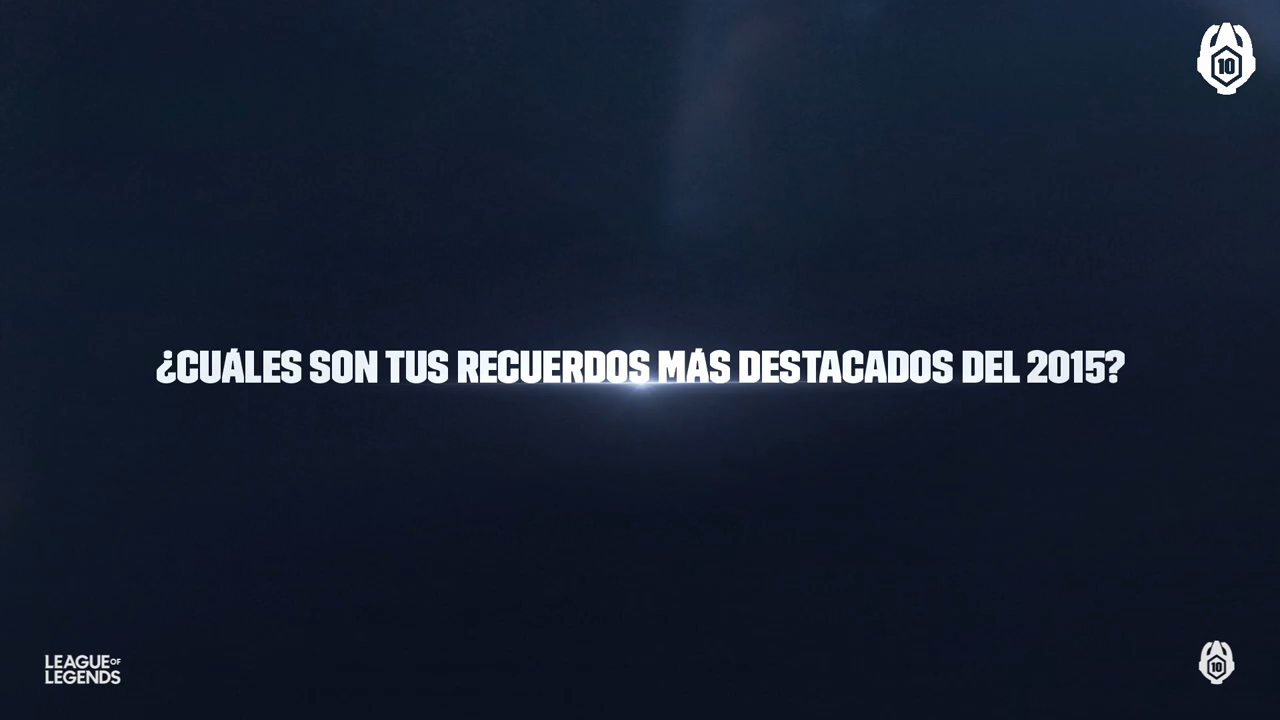 10
¿CUÁLES SON TUS RECUERDOS MÁS DESTACADOS DEL 2015?
LEAGUE OF
LEGENDS
10